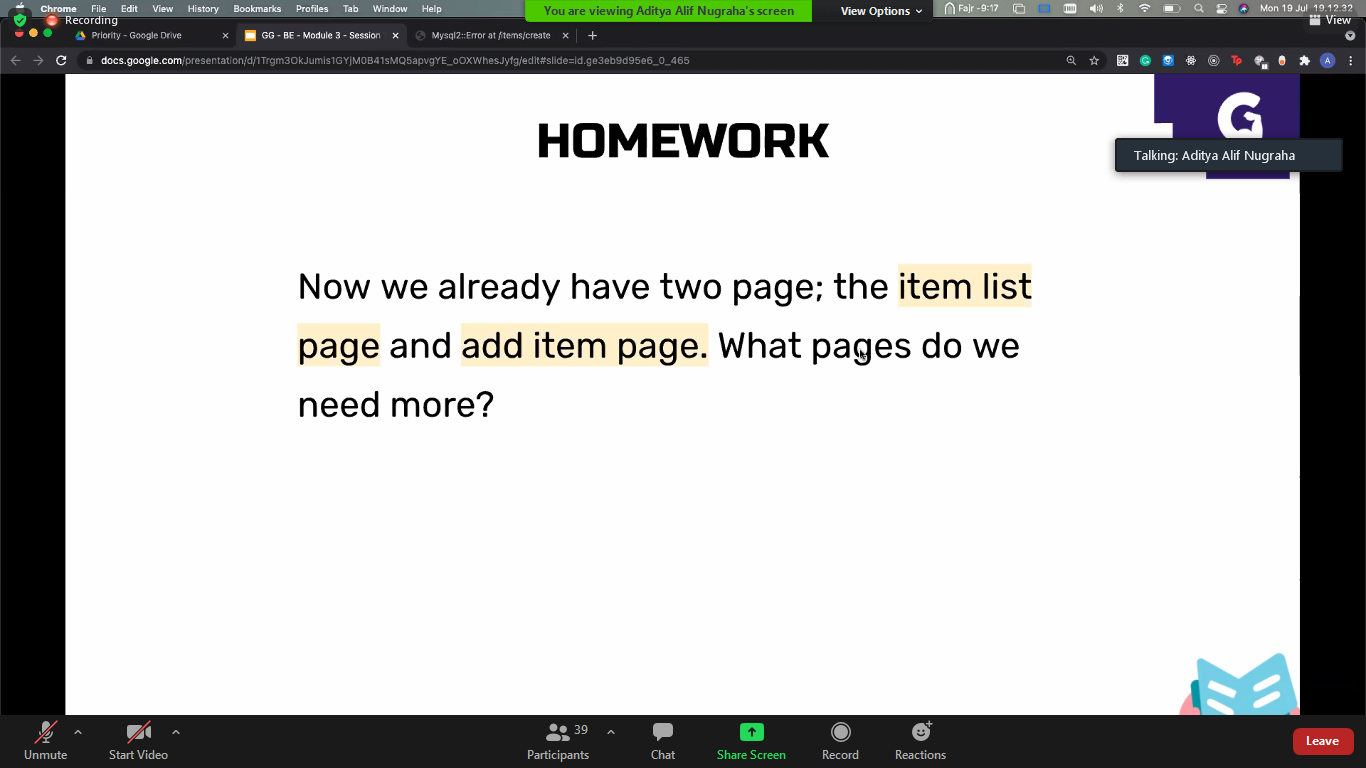 Chrome File Edit View History Bookmarks Profiles Tab Window Help
You are viewing Aditya Alif Nugraha's screen
View Options
Fajr -9:17
Mon 19 Jul 19.12.32
Recording
View
Priority - Google Drive
GG - BE - Module 3 - Session
Mysql2::Error at /items/create
docs.google.com/presentation/d/1Trgm3OkJumis1GYjM0B41sMQ5apvgYE_oOXWhesJyfg/edit#slide=id.ge3eb9d95e6_0_465
HOMEWORK
G
Talking: Aditya Alif Nugraha
Now we already have two page; the item list
page and add item page. What pages do we
need more?
Unmute
Start Video
Participants
39
Chat
Share Screen
Record
Reactions
Leave